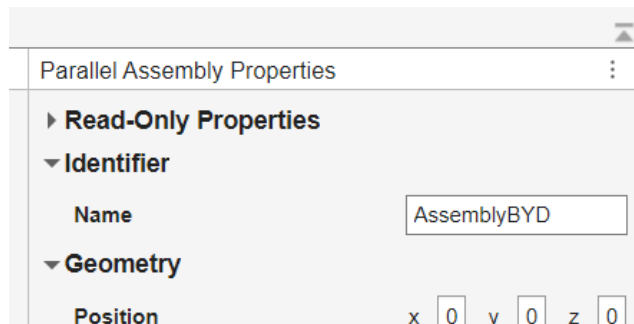 Parallel Assembly Properties
Read-Only Properties
Identifier
Name AssemblyBYD
Geometry
Position x 0 y 0 z 0